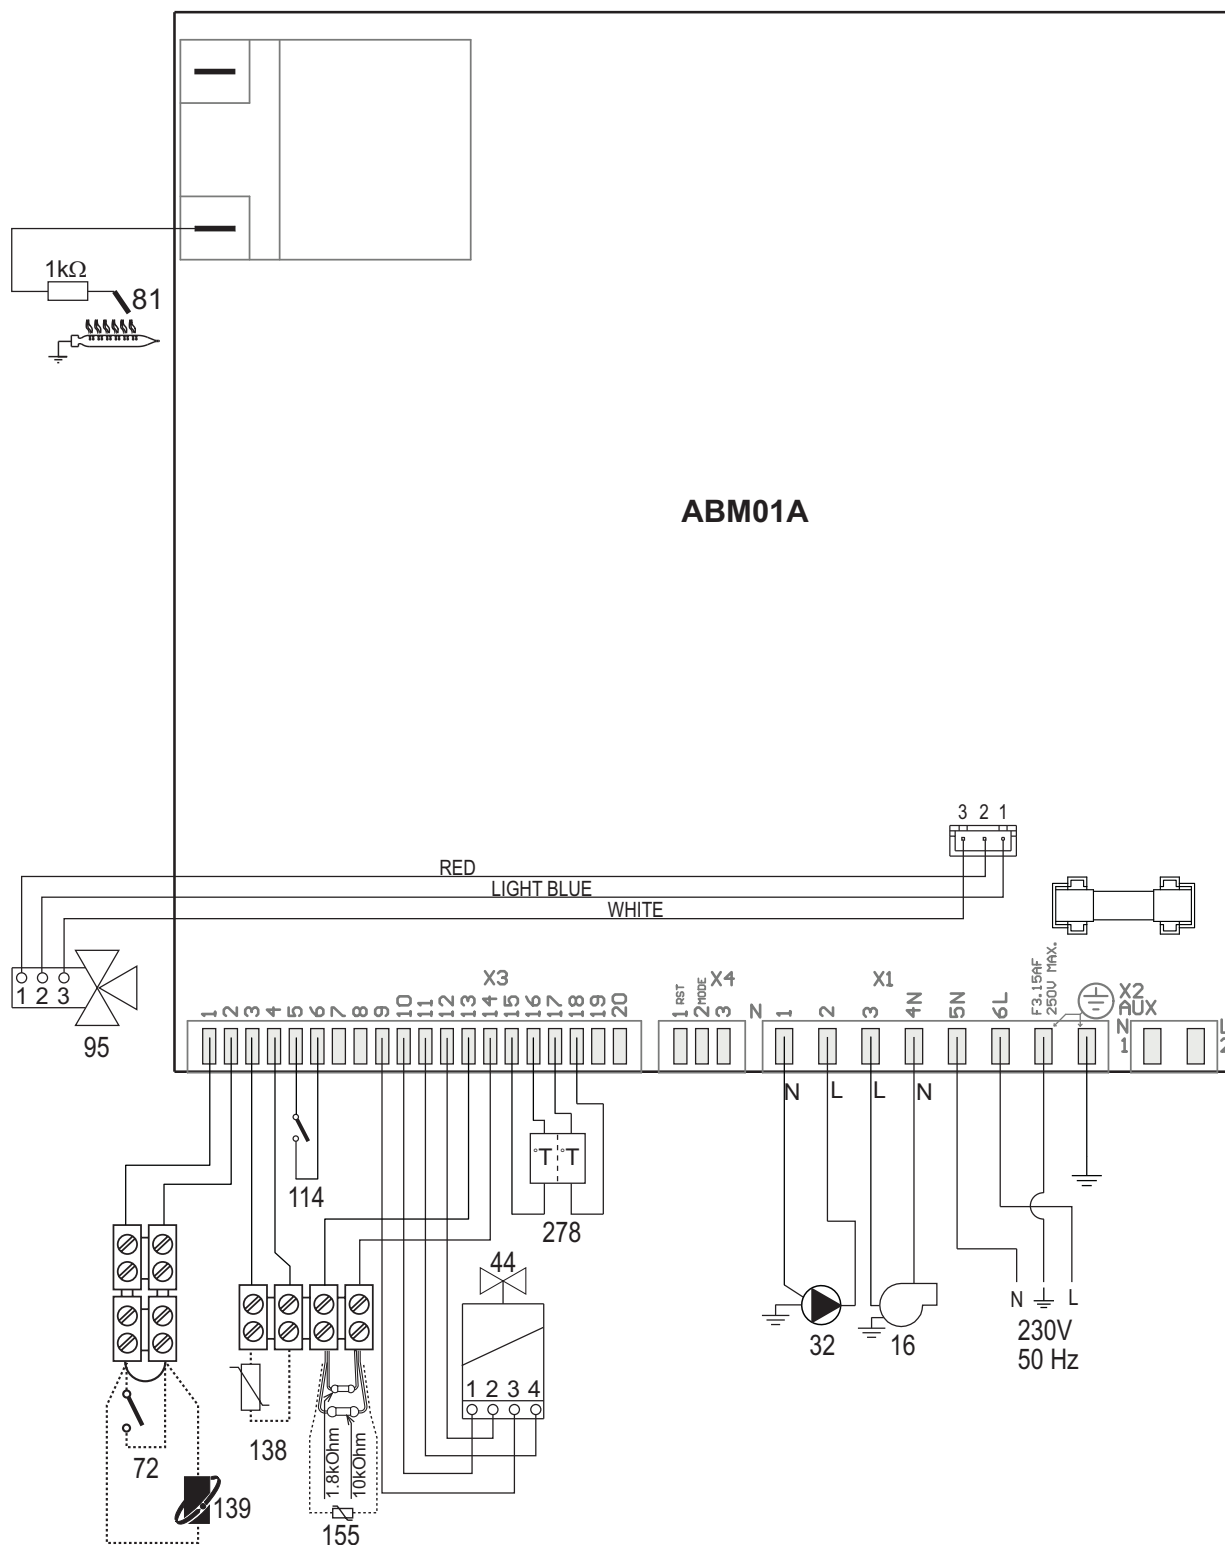 1kΩ
81
ABM01A
3 2 1
RED
LIGHT BLUE
WHITE
1 2 3
95
X3
1 2 3 4 5 6 7 8 9 10 11 12 13 14 15 16 17 18 19 20
X4
1 RST
2 MODE
3
N
X1
1 2 3 4N 5N 6L
F3.15AF
250V MAX.
X2
AUX
N
1
L
2
N L L N
114
°T °T
278
44
1 2 3 4
32
16
N L
230V
50 Hz
72
139
138
1.8kOhm
10kOhm
155